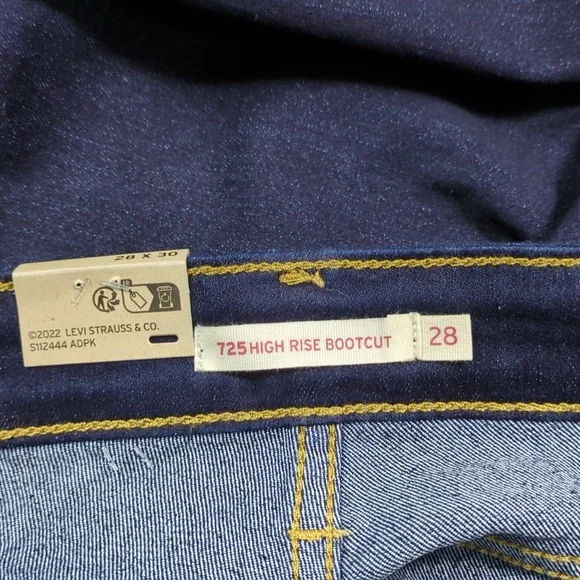 28 X 30
©2022 LEVI STRAUSS & CO.
S112444 ADPK
725 HIGH RISE BOOTCUT
28